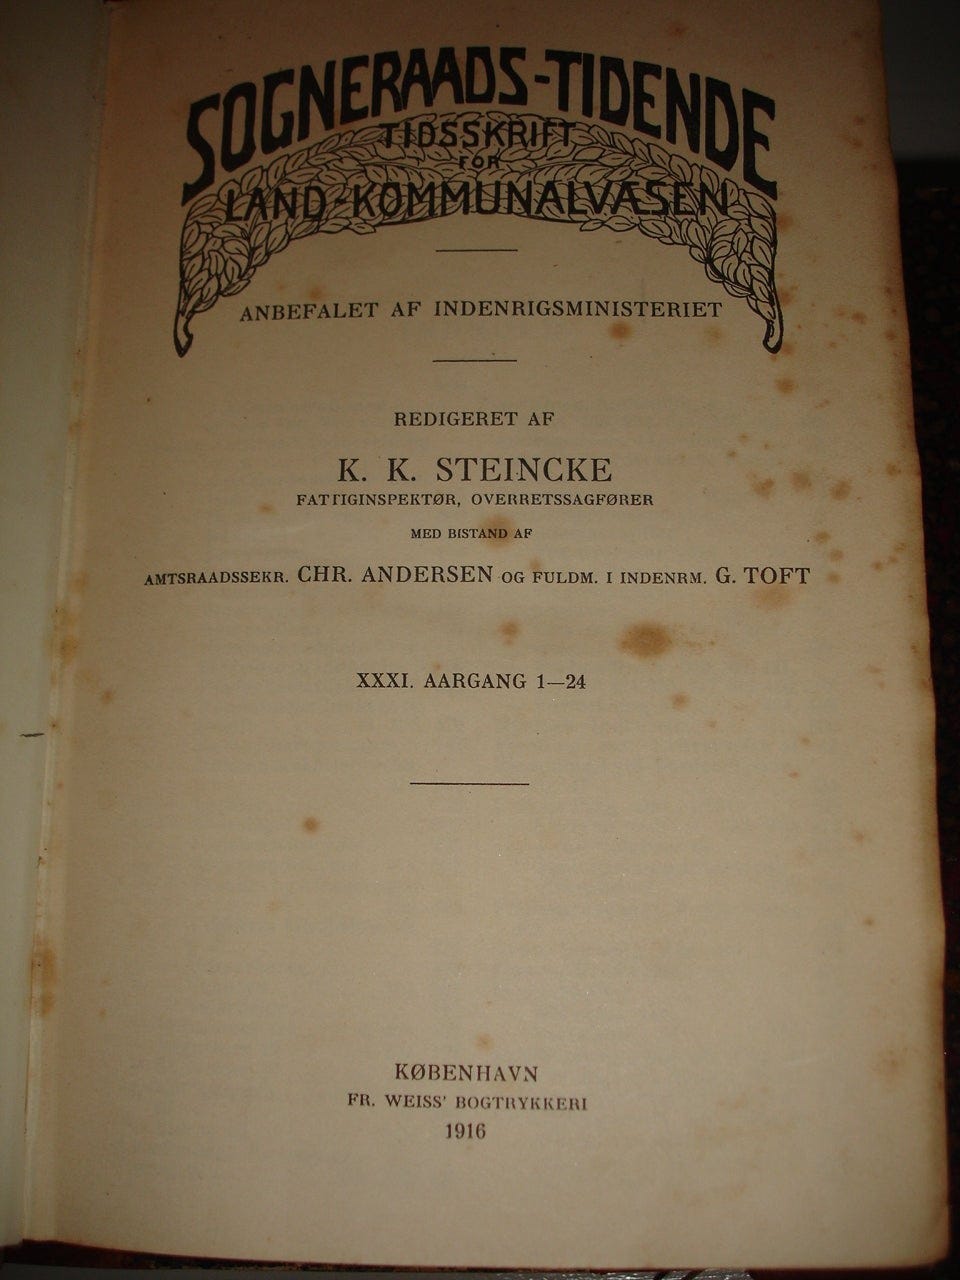 SOGNERAADS-TIDENDE
TIDSSKRIFT
FOR
LAND-KOMMUNALVÆSEN
ANBEFALET AF INDENRIGSMINISTERIET
REDIGERET AF
K. K. STEINCKE
FATTIGINSPEKTØR, OVERRETSSAGFØRER
MED BISTAND AF
AMTSRAADSSEKR. CHR. ANDERSEN OG FULDM. I INDENRM. G. TOFT
XXXI. AARGANG 1—24
KØBENHAVN
FR. WEISS' BOGTRYKKERI
1916